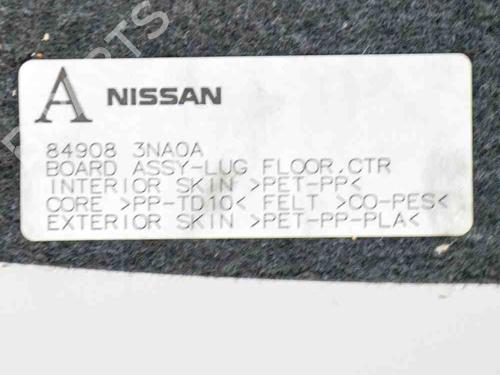 A NISSAN
84908 3NA0A
BOARD ASSY-LUG FLOOR,CTR
INTERIOR SKIN >PET-PP<
CORE >PP-TD10< FELT >CO-PES<
EXTERIOR SKIN >PET-PP-PLA<